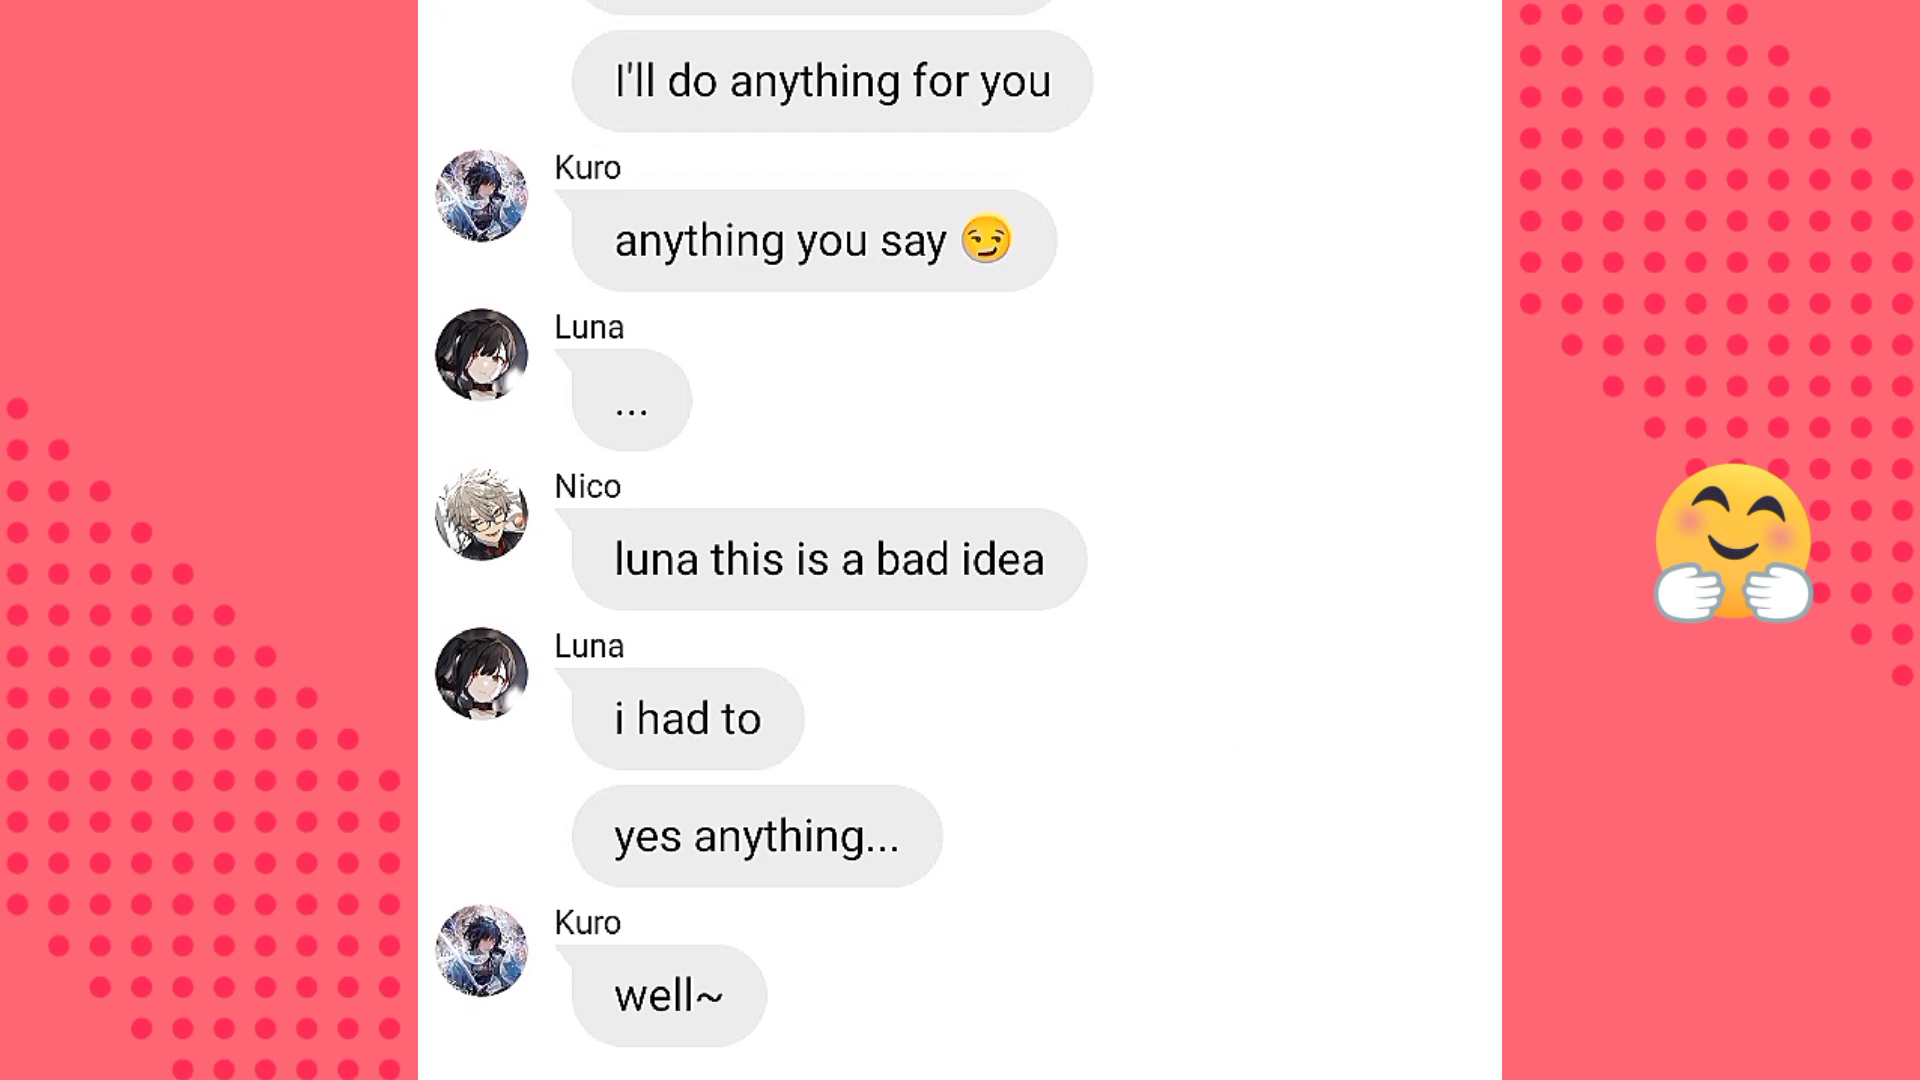 I'll do anything for you
Kuro
anything you say 😏
Luna
...
Nico
luna this is a bad idea
Luna
i had to
yes anything...
Kuro
well~